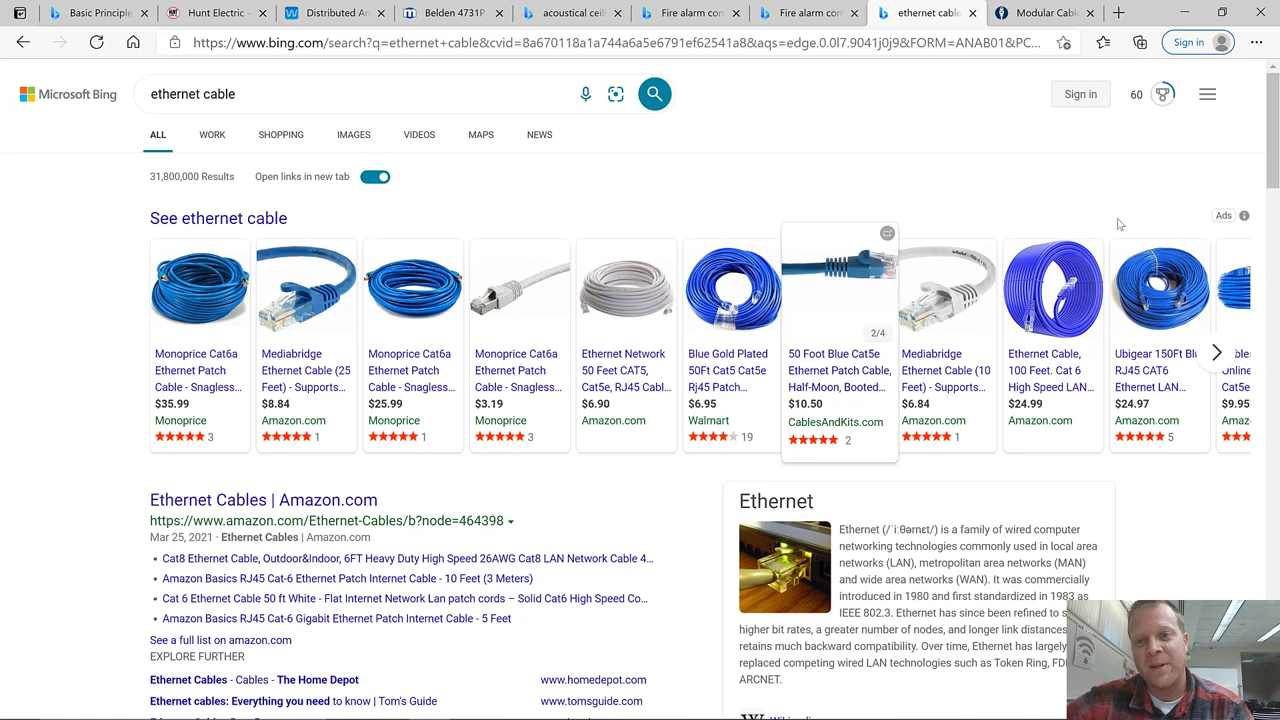 Basic Principle
Hunt Electric -
Distributed An
Belden 4731P
acoustical ceil
Fire alarm con
Fire alarm con
ethernet cable
Modular Cable
https://www.bing.com/search?q=ethernet+cable&cvid=8a670118a1a744a6a5e6791ef62541a8&aqs=edge.0.0l7.9041j0j9&FORM=ANAB01&PC...
Sign in
Microsoft Bing
ethernet cable
Sign in
60
ALL
WORK
SHOPPING
IMAGES
VIDEOS
MAPS
NEWS
31,800,000 Results
Open links in new tab
See ethernet cable
Ads
2/4
Monoprice Cat6a
Ethernet Patch
Cable - Snagless...
$35.99
Monoprice
3
Mediabridge
Ethernet Cable (25
Feet) - Supports...
$8.84
Amazon.com
1
Monoprice Cat6a
Ethernet Patch
Cable - Snagless...
$25.99
Monoprice
1
Monoprice Cat6a
Ethernet Patch
Cable - Snagless...
$3.19
Monoprice
3
Ethernet Network
50 Feet CAT5,
Cat5e, RJ45 Cabl...
$6.90
Amazon.com
Blue Gold Plated
50Ft Cat5 Cat5e
Rj45 Patch...
$6.95
Walmart
19
50 Foot Blue Cat5e
Ethernet Patch Cable,
Half-Moon, Booted...
$10.50
CablesAndKits.com
2
Mediabridge
Ethernet Cable (10
Feet) - Supports...
$6.84
Amazon.com
1
Ethernet Cable,
100 Feet. Cat 6
High Speed LAN...
$24.99
Amazon.com
Ubigear 150Ft Bl
RJ45 CAT6
Ethernet LAN...
$24.97
Amazon.com
5
bles
Online
Cat5e
$9.95
Amaz
Ethernet Cables | Amazon.com
https://www.amazon.com/Ethernet-Cables/b?node=464398
Mar 25, 2021 · Ethernet Cables | Amazon.com
• Cat8 Ethernet Cable, Outdoor&Indoor, 6FT Heavy Duty High Speed 26AWG Cat8 LAN Network Cable 4...
• Amazon Basics RJ45 Cat-6 Ethernet Patch Internet Cable - 10 Feet (3 Meters)
• Cat 6 Ethernet Cable 50 ft White - Flat Internet Network Lan patch cords – Solid Cat6 High Speed Co...
• Amazon Basics RJ45 Cat-6 Gigabit Ethernet Patch Internet Cable - 5 Feet
See a full list on amazon.com
EXPLORE FURTHER
Ethernet Cables - Cables - The Home Depot
www.homedepot.com
Ethernet cables: Everything you need to know | Tom's Guide
www.tomsguide.com
Ethernet
Ethernet (/ˈiːθərnɛt/) is a family of wired computer
networking technologies commonly used in local area
networks (LAN), metropolitan area networks (MAN)
and wide area networks (WAN). It was commercially
introduced in 1980 and first standardized in 1983 as
IEEE 802.3. Ethernet has since been refined to s
higher bit rates, a greater number of nodes, and longer link distances
retains much backward compatibility. Over time, Ethernet has largely
replaced competing wired LAN technologies such as Token Ring, FD
ARCNET.